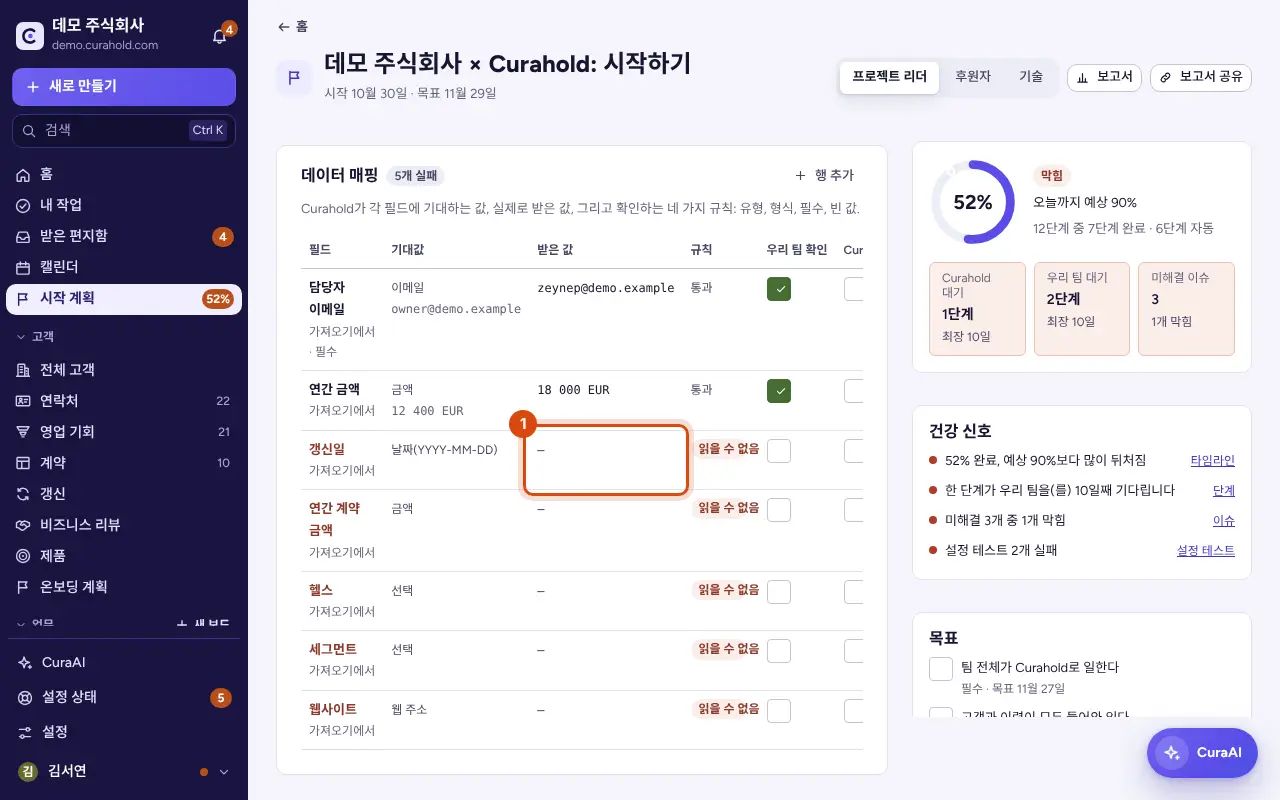 데모 주식회사
demo.curahold.com
4
새로 만들기
검색
Ctrl K
홈
내 작업
받은 편지함
4
캘린더
시작 계획
52%
고객
전체 고객
연락처
22
영업 기회
21
계약
10
갱신
비즈니스 리뷰
제품
온보딩 계획
업무
새 보드
CuraAI
설정 상태
5
설정
김
김서연
홈
데모 주식회사 × Curahold: 시작하기
시작 10월 30일 · 목표 11월 29일
프로젝트 리더
후원자
기술
보고서
보고서 공유
데이터 매핑
5개 실패
행 추가
Curahold가 각 필드에 기대하는 값, 실제로 받은 값, 그리고 확인하는 네 가지 규칙: 유형, 형식, 필수, 빈 값.
필드 기대값 받은 값 규칙 우리 팀 확인 Cur
담당자 이메일
가져오기에서 · 필수
이메일
owner@demo.example
zeynep@demo.example
통과
연간 금액
가져오기에서
금액
12 400 EUR
18 000 EUR
통과
1
갱신일
가져오기에서
날짜(YYYY-MM-DD)
–
읽을 수 없음
연간 계약 금액
가져오기에서
금액
–
읽을 수 없음
헬스
가져오기에서
선택
–
읽을 수 없음
세그먼트
가져오기에서
선택
–
읽을 수 없음
웹사이트
가져오기에서
웹 주소
–
읽을 수 없음
52%
막힘
오늘까지 예상 90%
12단계 중 7단계 완료 · 6단계 자동
Curahold 대기
1단계
최장 10일
우리 팀 대기
2단계
최장 10일
미해결 이슈
3
1개 막힘
건강 신호
52% 완료, 예상 90%보다 많이 뒤처짐
타임라인
한 단계가 우리 팀을(를) 10일째 기다립니다
단계
미해결 3개 중 1개 막힘
이슈
설정 테스트 2개 실패
설정 테스트
목표
팀 전체가 Curahold로 일한다
필수 · 목표 11월 27일
CuraAI